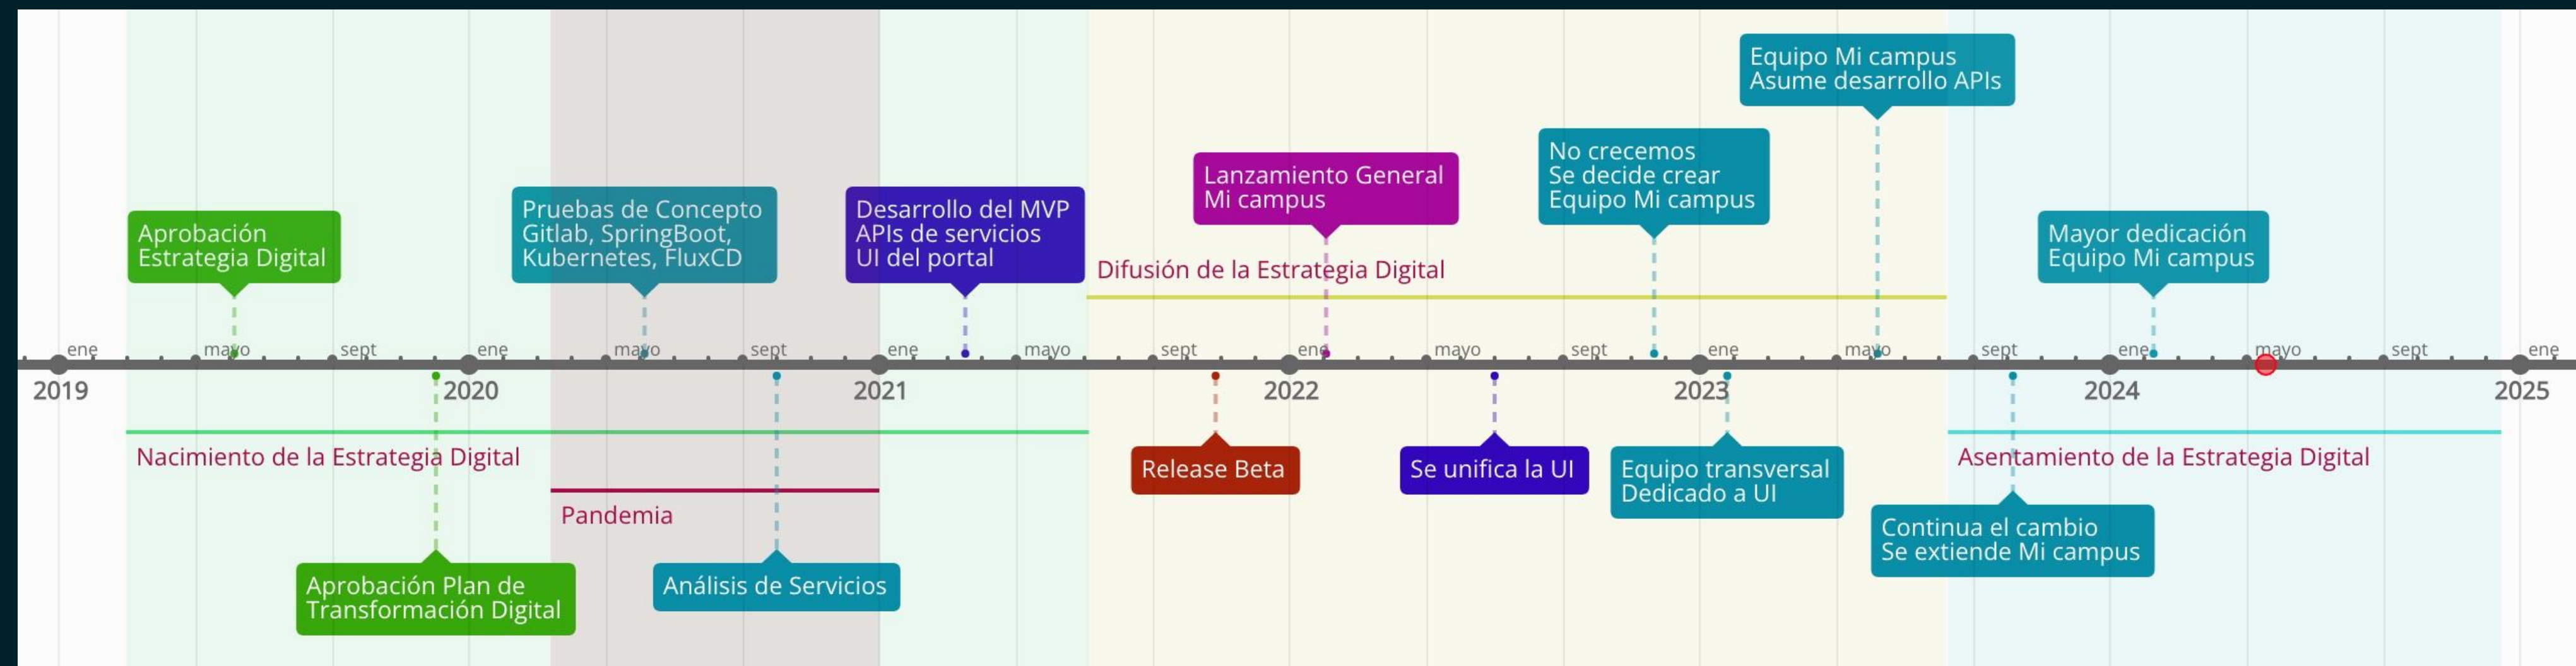 Equipo Mi campus
Asume desarrollo APIs
No crecemos
Se decide crear
Equipo Mi campus
Lanzamiento General
Mi campus
Pruebas de Concepto
Gitlab, SpringBoot,
Kubernetes, FluxCD
Desarrollo del MVP
APIs de servicios
UI del portal
Aprobación
Estrategia Digital
Mayor dedicación
Equipo Mi campus
Difusión de la Estrategia Digital
ene mayo sept ene mayo sept ene mayo sept ene mayo sept ene mayo sept ene mayo sept ene
2019 2020 2021 2022 2023 2024 2025
Nacimiento de la Estrategia Digital
Release Beta
Se unifica la UI
Equipo transversal
Dedicado a UI
Asentamiento de la Estrategia Digital
Pandemia
Continua el cambio
Se extiende Mi campus
Aprobación Plan de
Transformación Digital
Análisis de Servicios